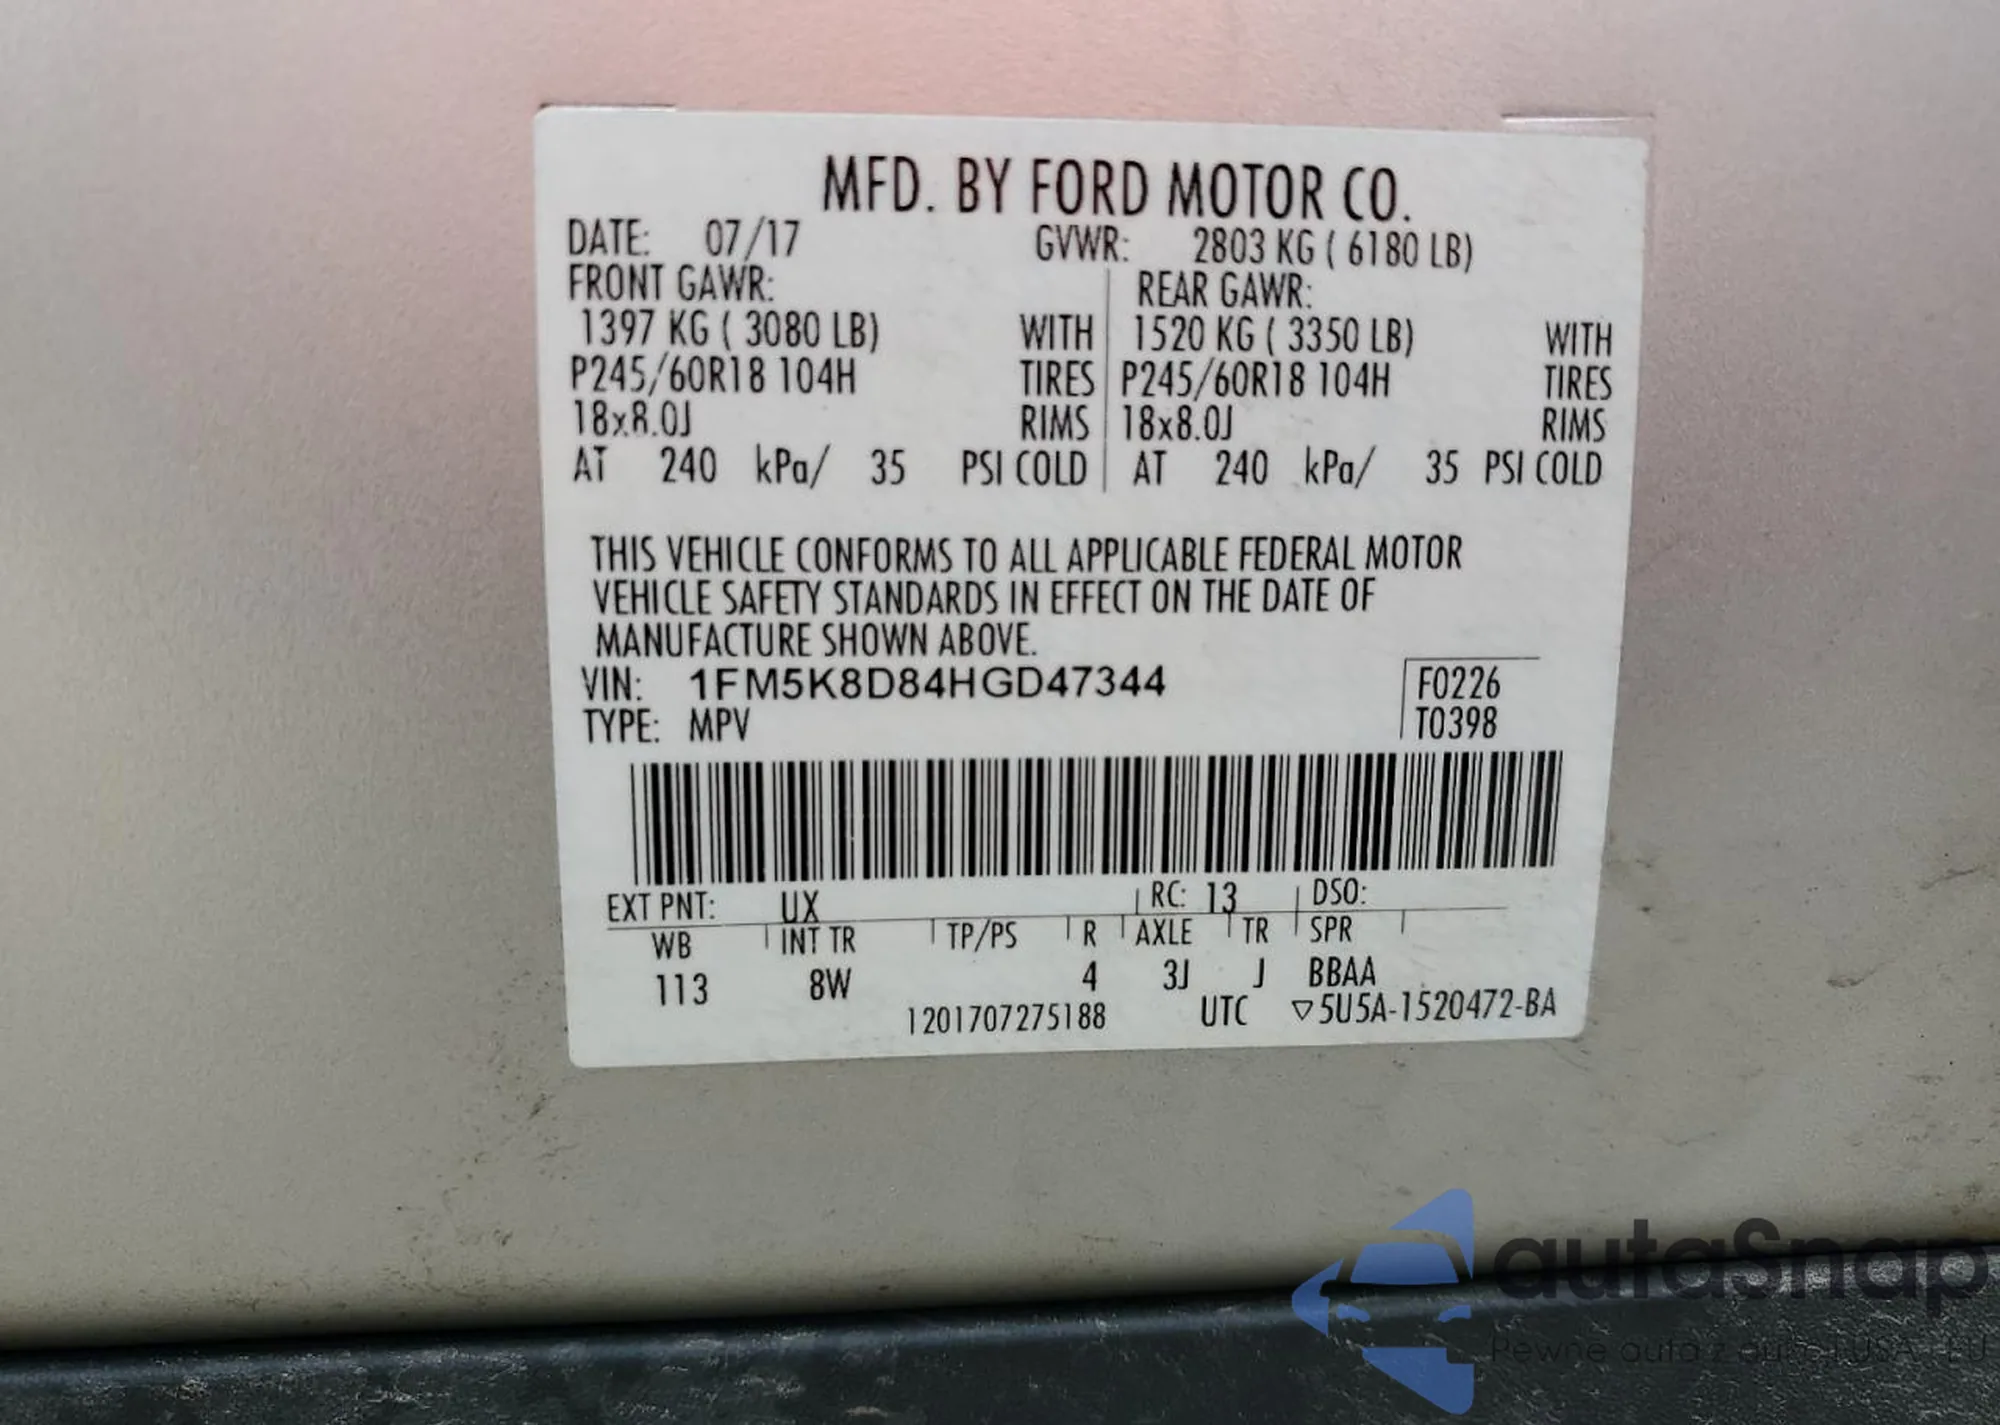 MFD. BY FORD MOTOR CO.
DATE: 07/17 GVWR: 2803 KG ( 6180 LB)
FRONT GAWR: REAR GAWR:
1397 KG ( 3080 LB) WITH 1520 KG ( 3350 LB) WITH
P245/60R18 104H TIRES P245/60R18 104H TIRES
18x8.0J RIMS 18x8.0J RIMS
AT 240 kPa/ 35 PSI COLD AT 240 kPa/ 35 PSI COLD
THIS VEHICLE CONFORMS TO ALL APPLICABLE FEDERAL MOTOR
VEHICLE SAFETY STANDARDS IN EFFECT ON THE DATE OF
MANUFACTURE SHOWN ABOVE.
VIN: 1FM5K8D84HGD47344 F0226
TYPE: MPV T0398
EXT PNT: UX RC: 13 DSO:
WB INT TR TP/PS R AXLE TR SPR
113 8W 4 3J J BBAA
1201707275188 UTC ▽5U5A-1520472-BA
autaSnap
Pewne auta z USA